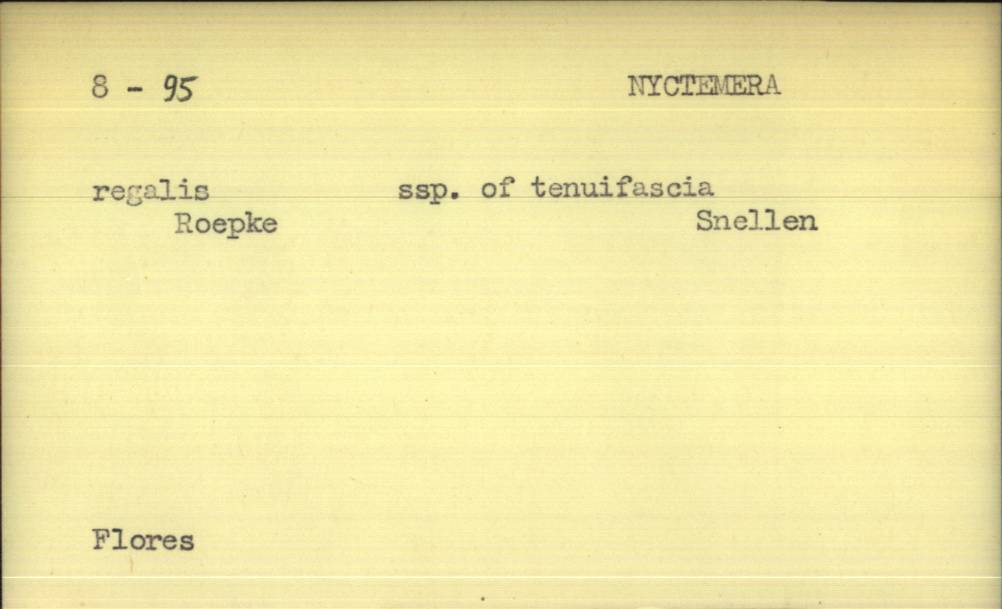 8 - 95 NYCTEMERA
regalis ssp. of tenuifascia
Roepke Snellen
Flores